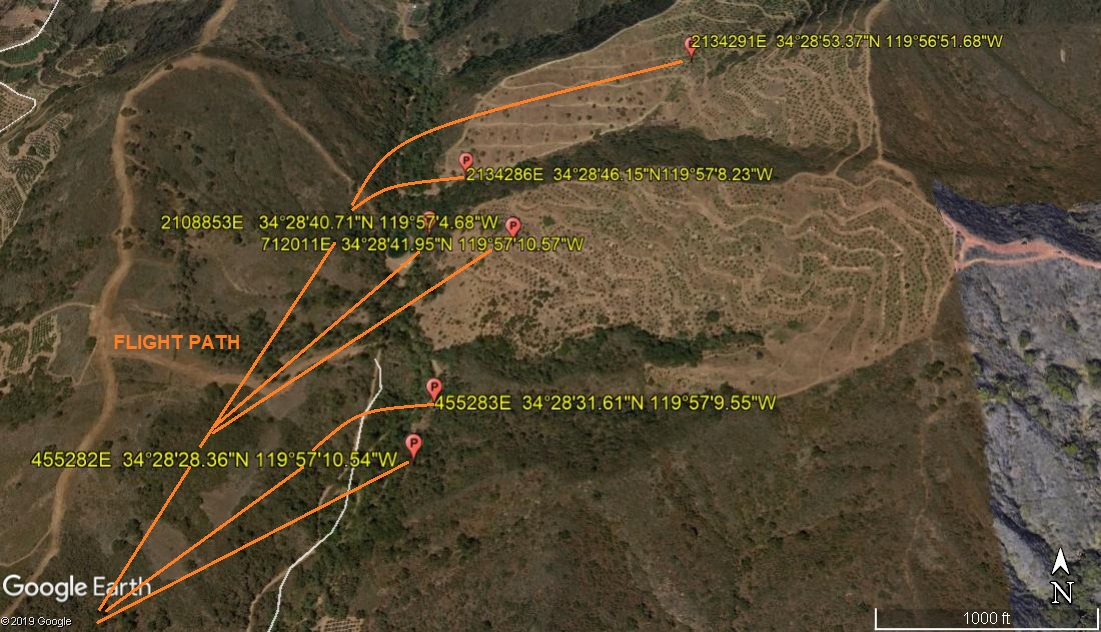 2134291E 34°28'53.37"N 119°56'51.68"W
P
2134286E 34°28'46.15"N119°57'8.23"W
2108853E 34°28'40.71"N 119°57'4.68"W
P
712011E 34°28'41.95"N 119°57'10.57"W
FLIGHT PATH
P
455283E 34°28'31.61"N 119°57'9.55"W
P
455282E 34°28'28.36"N 119°57'10.54"W
Google Earth
N
©2019 Google
1000 ft